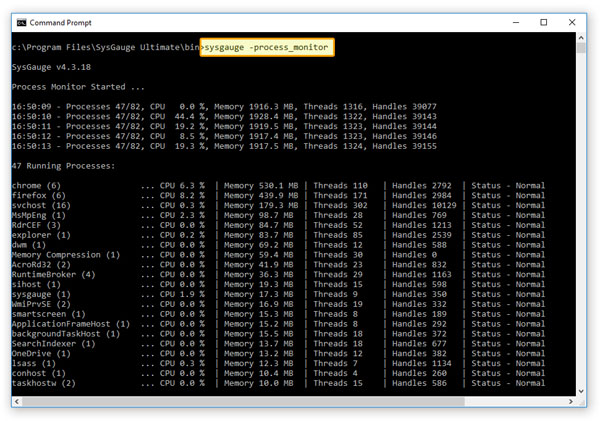 Command Prompt
c:\Program Files\SysGauge Ultimate\bin>sysgauge -process_monitor
SysGauge v4.3.18
Process Monitor Started ...
16:50:09 - Processes 47/82, CPU   0.0 %, Memory 1916.3 MB, Threads 1316, Handles 39077
16:50:10 - Processes 47/82, CPU  44.4 %, Memory 1928.4 MB, Threads 1322, Handles 39143
16:50:11 - Processes 47/82, CPU  19.2 %, Memory 1919.5 MB, Threads 1323, Handles 39144
16:50:12 - Processes 47/82, CPU   8.5 %, Memory 1917.4 MB, Threads 1323, Handles 39146
16:50:13 - Processes 47/82, CPU  19.3 %, Memory 1917.5 MB, Threads 1324, Handles 39155
47 Running Processes:
chrome (6) ... CPU 6.3 % | Memory 530.1 MB | Threads 110 | Handles 2792 | Status - Normal
firefox (6) ... CPU 8.2 % | Memory 439.9 MB | Threads 171 | Handles 2984 | Status - Normal
svchost (16) ... CPU 0.3 % | Memory 179.3 MB | Threads 302 | Handles 10129 | Status - Normal
MsMpEng (1) ... CPU 2.3 % | Memory 98.7 MB | Threads 28 | Handles 769 | Status - Normal
RdrCEF (3) ... CPU 0.0 % | Memory 84.7 MB | Threads 52 | Handles 1213 | Status - Normal
explorer (1) ... CPU 0.2 % | Memory 83.7 MB | Threads 85 | Handles 2539 | Status - Normal
dwm (1) ... CPU 0.0 % | Memory 69.2 MB | Threads 12 | Handles 588 | Status - Normal
Memory Compression (1) ... CPU 0.0 % | Memory 59.4 MB | Threads 30 | Handles 0 | Status - Normal
AcroRd32 (2) ... CPU 0.0 % | Memory 41.9 MB | Threads 23 | Handles 832 | Status - Normal
RuntimeBroker (4) ... CPU 0.0 % | Memory 36.3 MB | Threads 29 | Handles 1163 | Status - Normal
sihost (1) ... CPU 0.0 % | Memory 19.3 MB | Threads 15 | Handles 598 | Status - Normal
sysgauge (1) ... CPU 1.9 % | Memory 17.3 MB | Threads 9 | Handles 350 | Status - Normal
WmiPrvSE (2) ... CPU 0.0 % | Memory 16.9 MB | Threads 19 | Handles 332 | Status - Normal
smartscreen (1) ... CPU 0.0 % | Memory 15.3 MB | Threads 8 | Handles 189 | Status - Normal
ApplicationFrameHost (1) ... CPU 0.0 % | Memory 15.2 MB | Threads 8 | Handles 292 | Status - Normal
backgroundTaskHost (1) ... CPU 0.0 % | Memory 15.5 MB | Threads 18 | Handles 372 | Status - Normal
SearchIndexer (1) ... CPU 0.0 % | Memory 13.7 MB | Threads 18 | Handles 677 | Status - Normal
OneDrive (1) ... CPU 0.0 % | Memory 13.2 MB | Threads 12 | Handles 382 | Status - Normal
lsass (1) ... CPU 0.3 % | Memory 12.3 MB | Threads 7 | Handles 1134 | Status - Normal
conhost (1) ... CPU 0.0 % | Memory 10.4 MB | Threads 4 | Handles 260 | Status - Normal
taskhostw (2) ... CPU 0.0 % | Memory 10.0 MB | Threads 15 | Handles 586 | Status - Normal